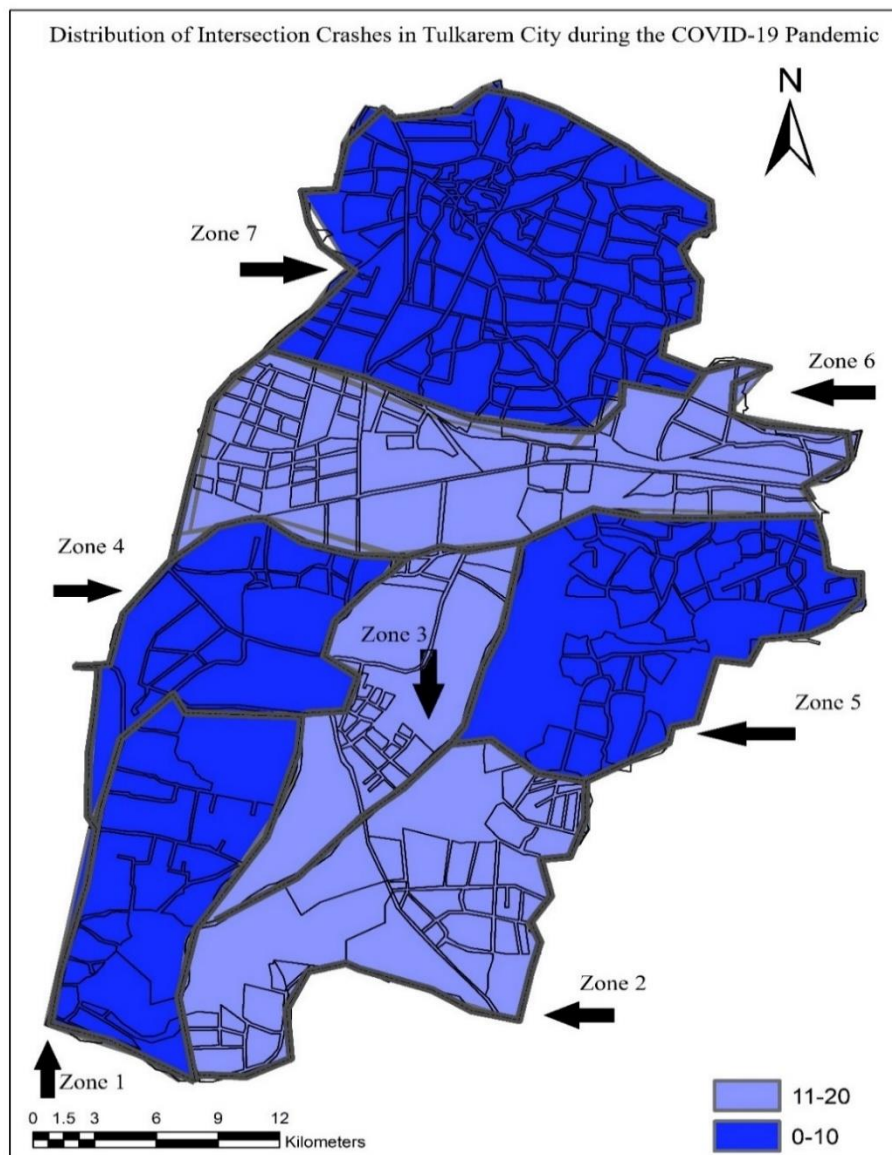 Distribution of Intersection Crashes in Tulkarem City during the COVID-19 Pandemic
N
Zone 7
Zone 6
Zone 4
Zone 3
Zone 5
Zone 2
Zone 1
0 1.5 3 6 9 12
Kilometers
11-20
0-10